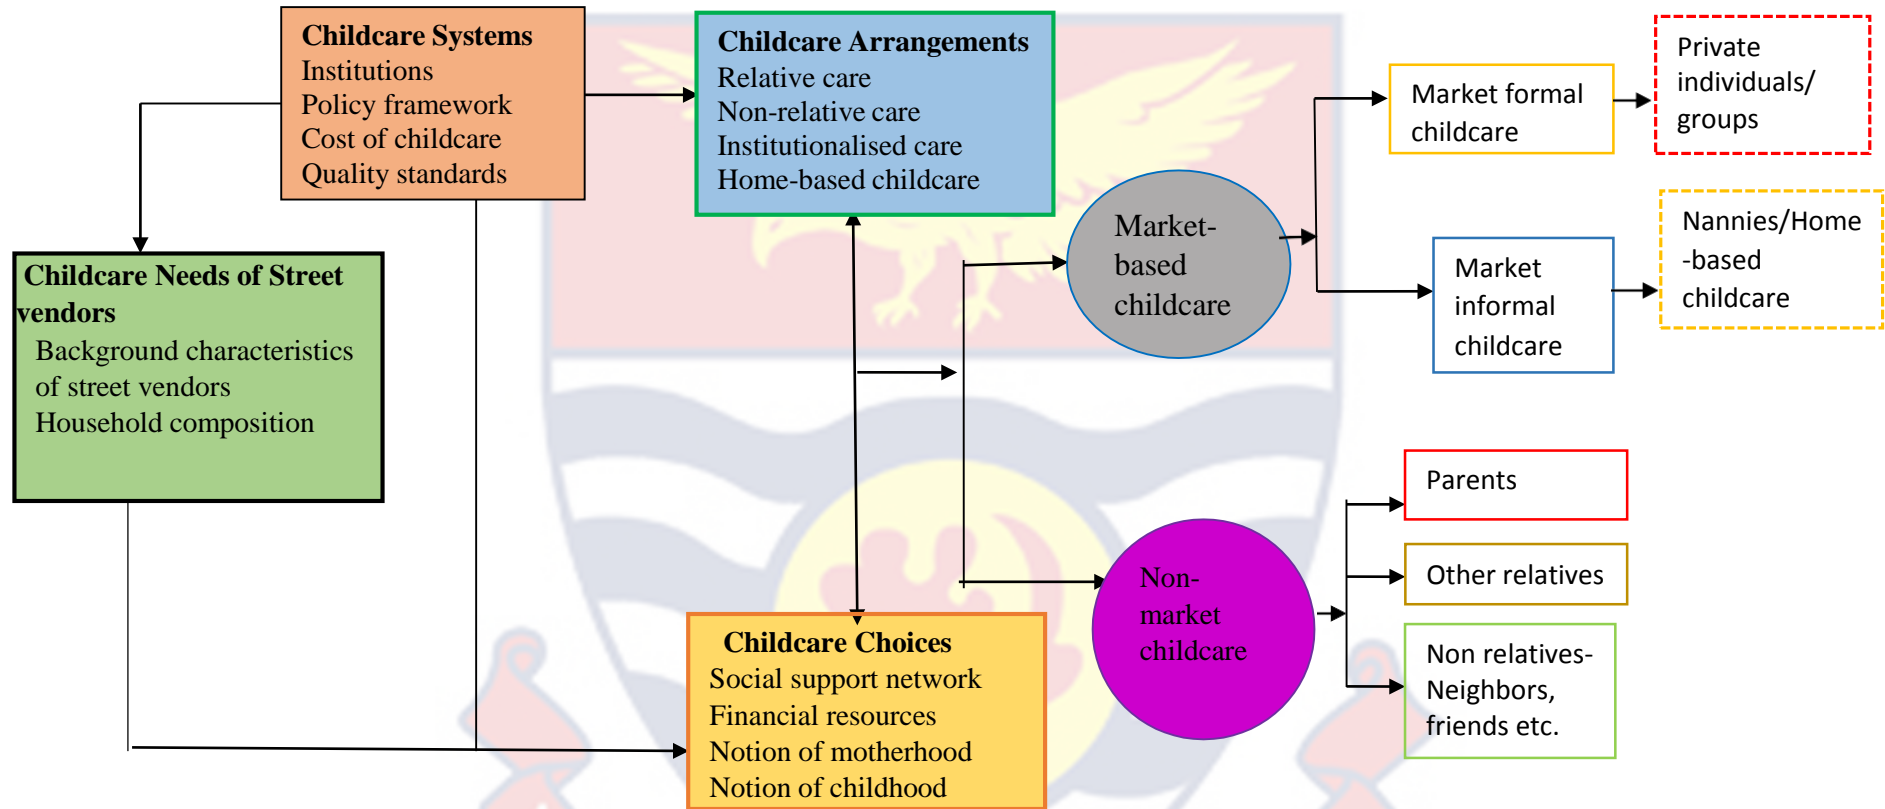 Childcare Systems
Institutions
Policy framework
Cost of childcare
Quality standards
Childcare Arrangements
Relative care
Non-relative care
Institutionalised care
Home-based childcare
Market formal
childcare
Private
individuals/
groups
Market-
based
childcare
Market
informal
childcare
Nannies/Home
-based
childcare
Childcare Needs of Street
vendors
Background characteristics
of street vendors
Household composition
Parents
Other relatives
Non relatives-
Neighbors,
friends etc.
Non-
market
childcare
Childcare Choices
Social support network
Financial resources
Notion of motherhood
Notion of childhood